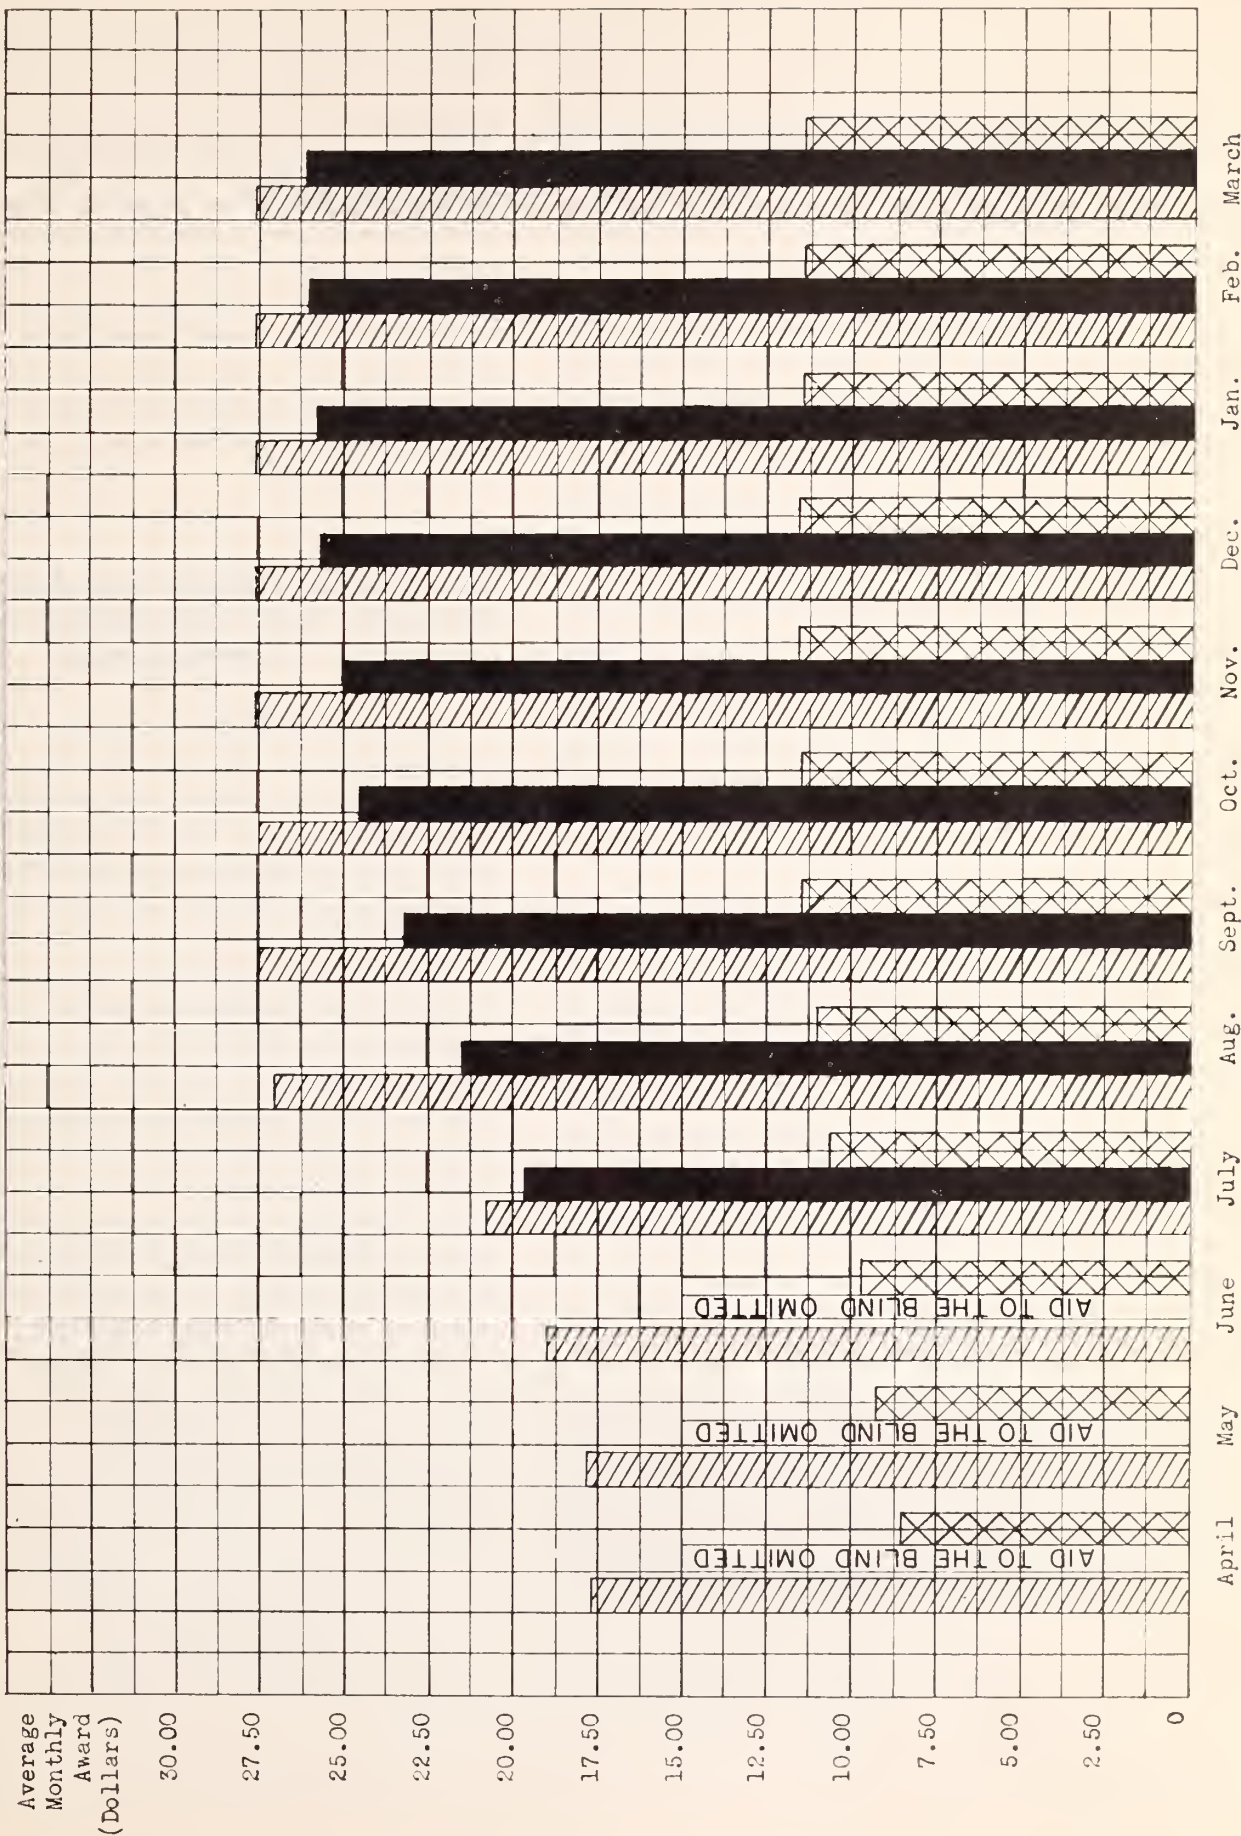 Average
Monthly
Award
(Dollars)
30.00
27.50
25.00
22.50
20.00
17.50
15.00
12.50
10.00
7.50
5.00
2.50
0
AID TO THE BLIND OMITTED
AID TO THE BLIND OMITTED
AID TO THE BLIND OMITTED
April May June July Aug. Sept. Oct. Nov. Dec. Jan. Feb. March